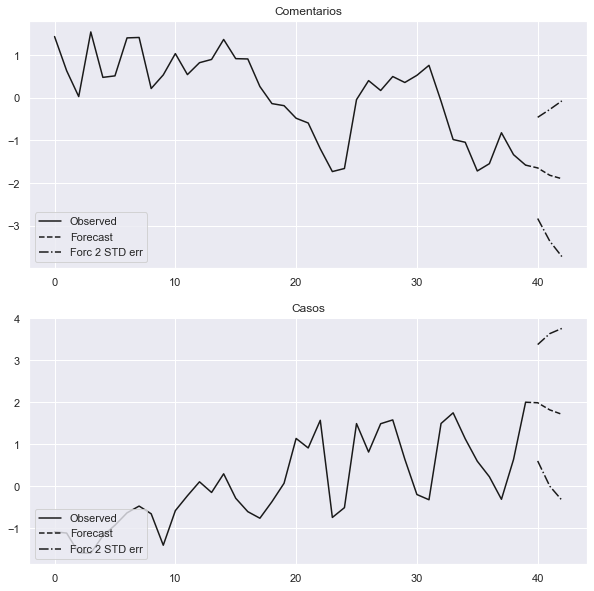 Comentarios
1
0
−1
−2
−3
Observed
Forecast
Forc 2 STD err
0 10 20 30 40
Casos
4
3
2
1
0
−1
Observed
Forecast
Forc 2 STD err
0 10 20 30 40